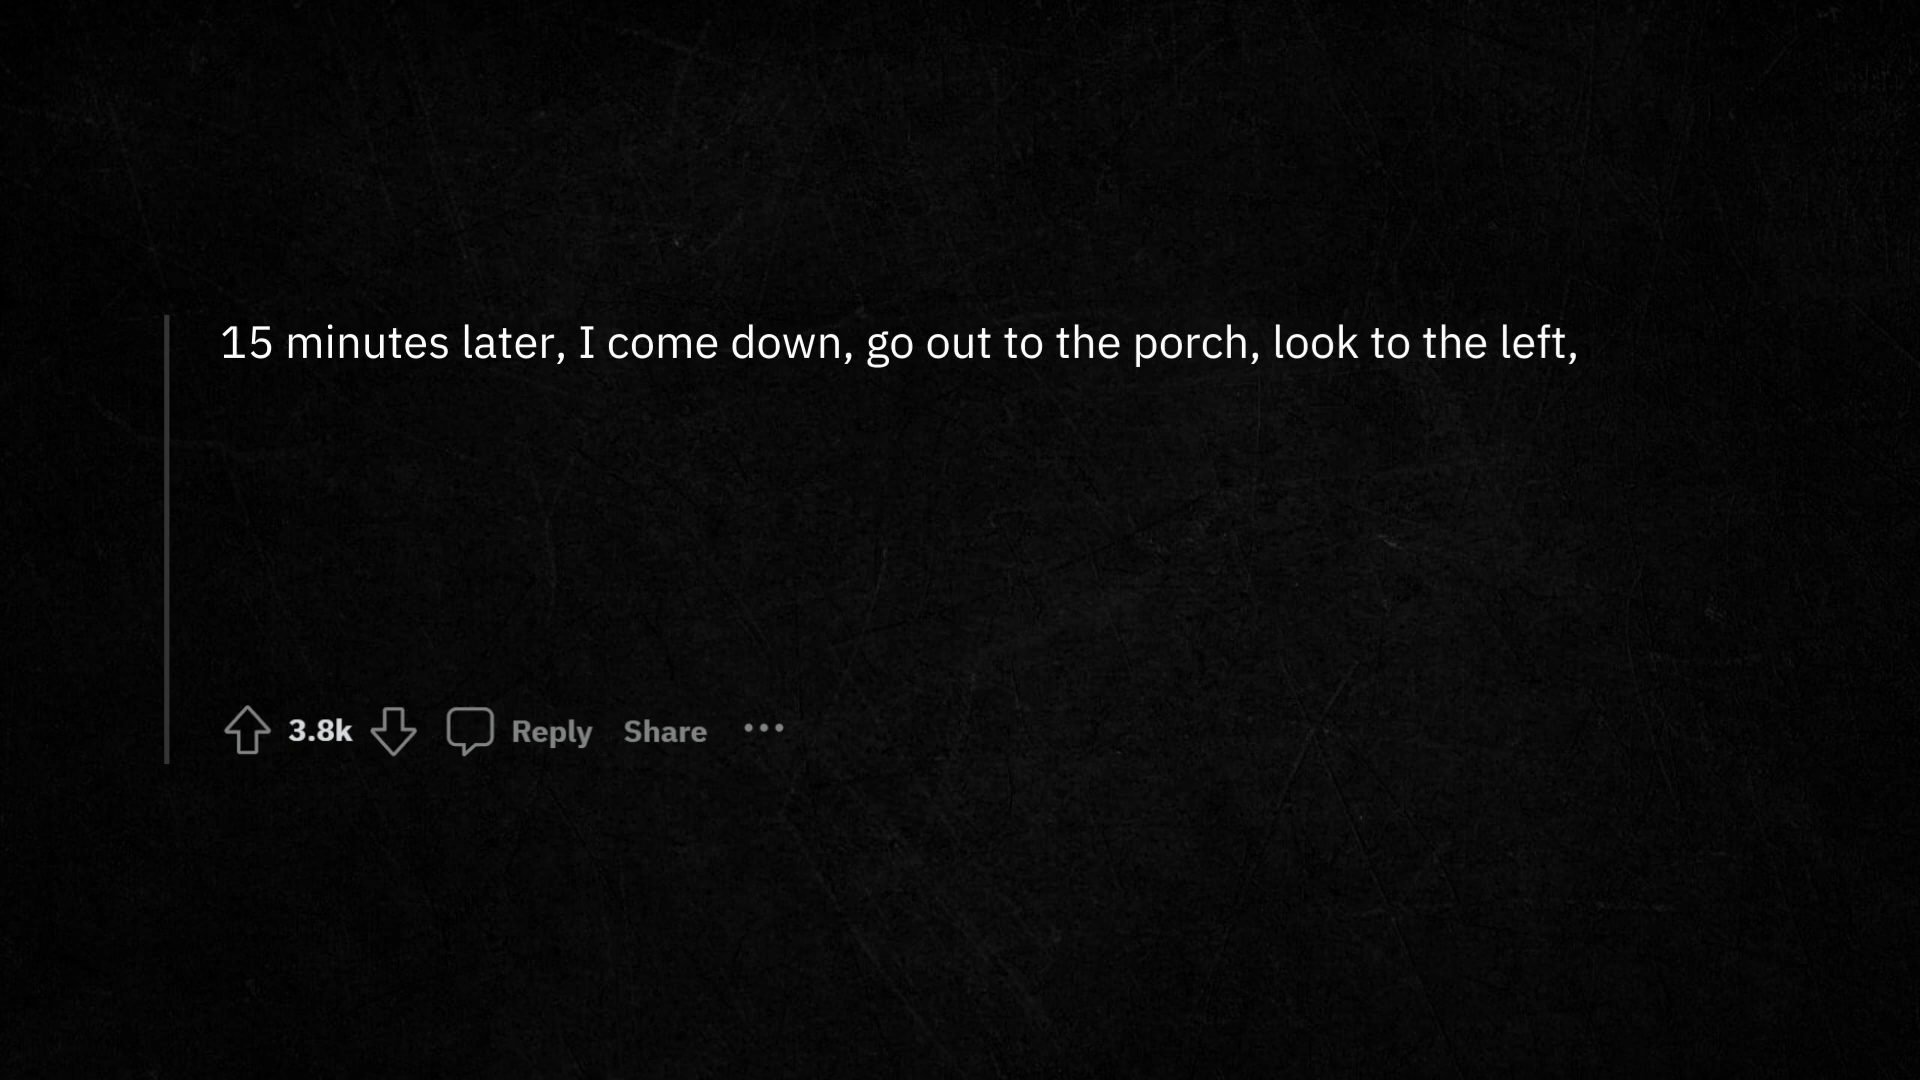 15 minutes later, I come down, go out to the porch, look to the left,
3.8k Reply Share